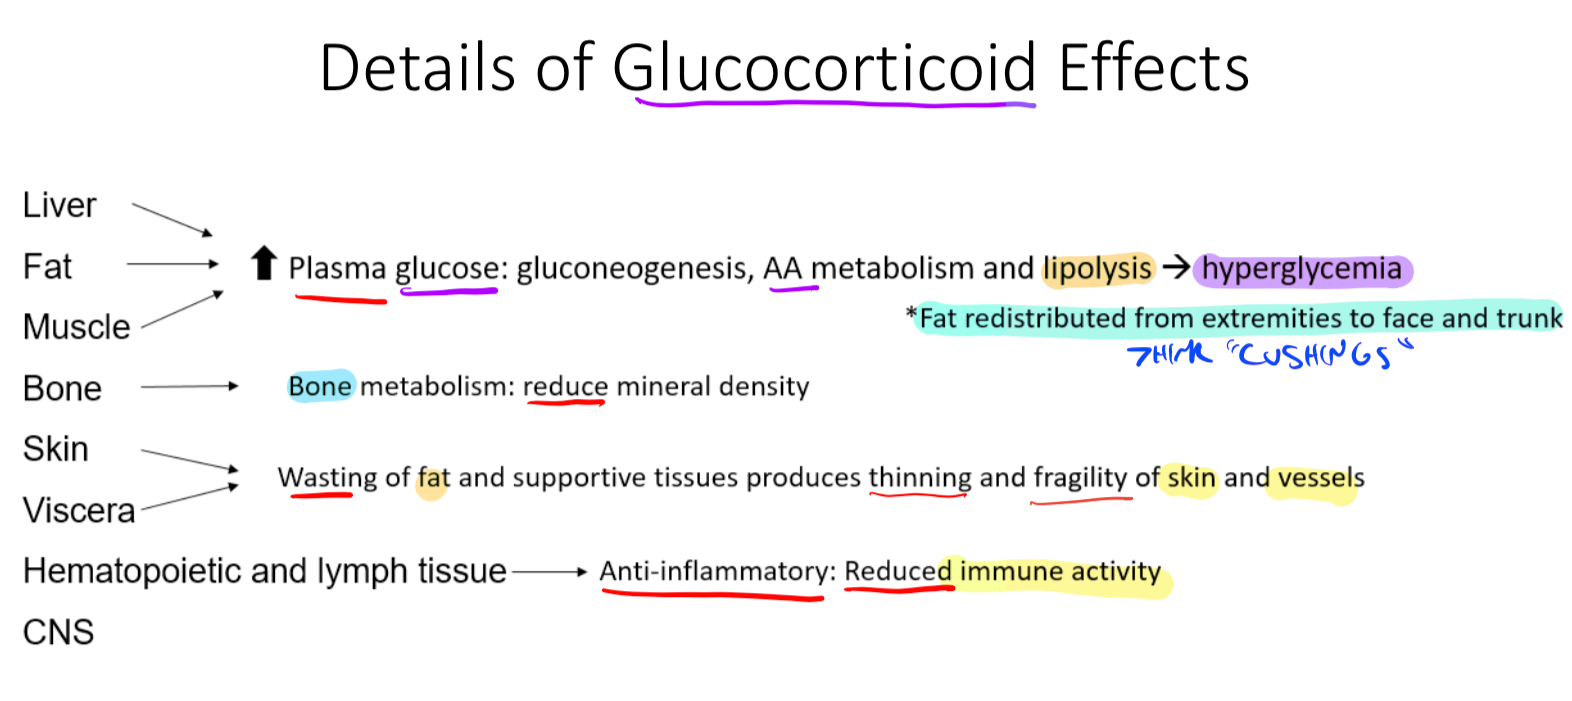 Details of Glucocorticoid Effects
Liver
Fat
Muscle
Bone
Skin
Viscera
Hematopoietic and lymph tissue
CNS
Plasma glucose: gluconeogenesis, AA metabolism and lipolysis → hyperglycemia
*Fat redistributed from extremities to face and trunk
THINK "CUSHINGS"
Bone metabolism: reduce mineral density
Wasting of fat and supportive tissues produces thinning and fragility of skin and vessels
Anti-inflammatory: Reduced immune activity